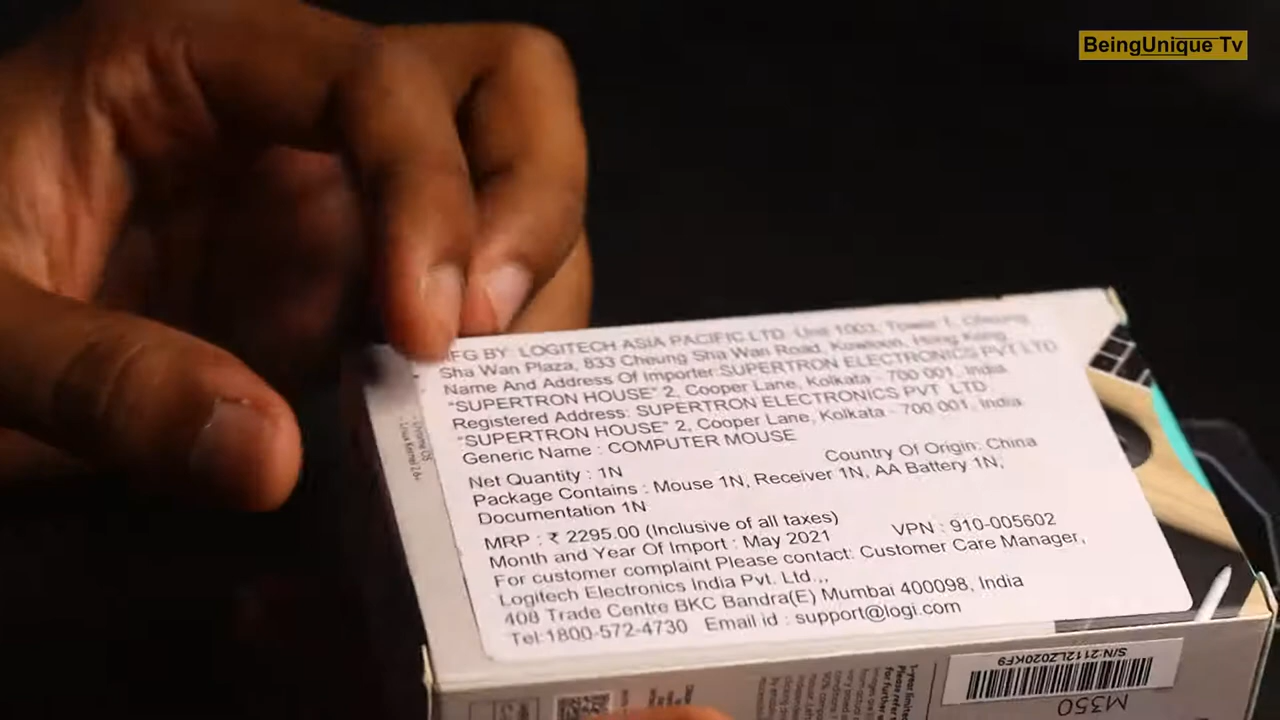 BeingUnique Tv
MFG BY: LOGITECH ASIA PACIFIC LTD. Unit 1003, Tower 1, Cheung
Sha Wan Plaza, 833 Cheung Sha Wan Road, Kowloon, Hong Kong
Name And Address Of Importer:SUPERTRON ELECTRONICS PVT LTD
"SUPERTRON HOUSE" 2, Cooper Lane, Kolkata - 700 001, India.
Registered Address: SUPERTRON ELECTRONICS PVT. LTD.
"SUPERTRON HOUSE" 2, Cooper Lane, Kolkata - 700 001, India.
Generic Name : COMPUTER MOUSE
Net Quantity : 1N Country Of Origin: China
Package Contains : Mouse 1N, Receiver 1N, AA Battery 1N,
Documentation 1N
MRP : ₹ 2295.00 (Inclusive of all taxes)
Month and Year Of Import : May 2021 VPN : 910-005602
For customer complaint Please contact: Customer Care Manager,
Logitech Electronics India Pvt. Ltd.,,
408 Trade Centre BKC Bandra(E) Mumbai 400098, India
Tel:1800-572-4730 Email id : support@logi.com
Chrome OS
Linux Kernel 2.6+
S/N:2112LZ020KF9
M350